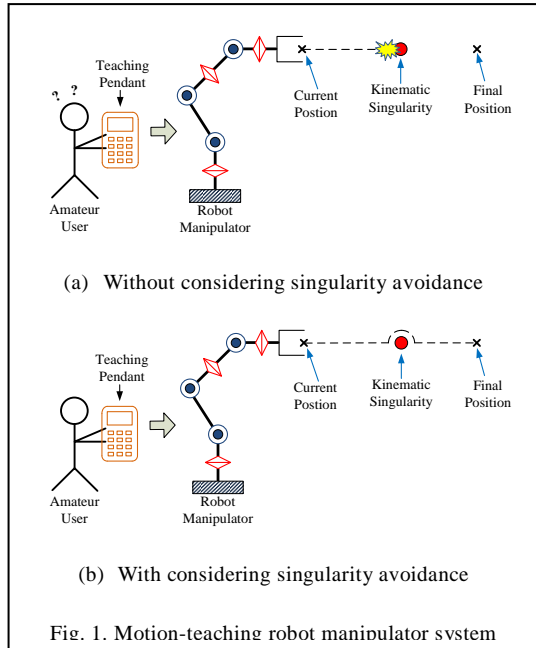 ? ?
Teaching
Pendant
Current
Postion
Kinematic
Singularity
Final
Position
Amateur
User
Robot
Manipulator
(a) Without considering singularity avoidance
Teaching
Pendant
Current
Postion
Kinematic
Singularity
Final
Position
Amateur
User
Robot
Manipulator
(b) With considering singularity avoidance
Fig. 1. Motion-teaching robot manipulator system